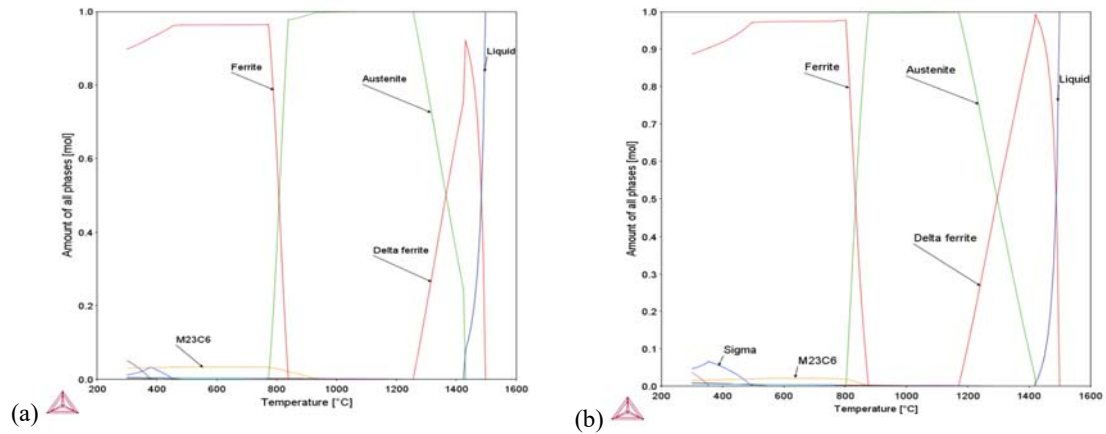 1.0
0.8
0.6
0.4
0.2
0.0
Amount of all phases [mol]
200 400 600 800 1000 1200 1400 1600
Temperature [°C]
Ferrite
Austenite
Liquid
Delta ferrite
M23C6
(a)
1.0
0.9
0.8
0.7
0.6
0.5
0.4
0.3
0.2
0.1
0.0
Amount of all phases [mol]
200 400 600 800 1000 1200 1400 1600
Temperature [°C]
Ferrite
Austenite
Liquid
Delta ferrite
Sigma
M23C6
(b)